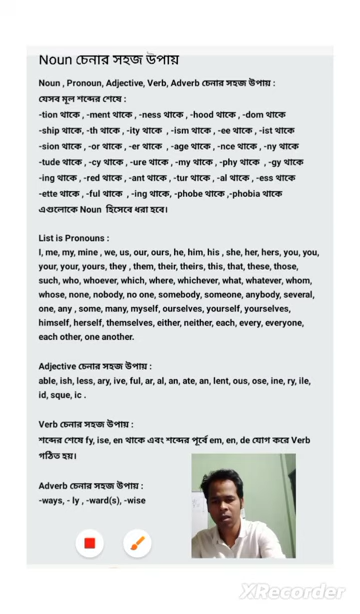 Noun চেনার সহজ উপায়
Noun , Pronoun, Adjective, Verb, Adverb চেনার সহজ উপায় :
যেসব মূল শব্দের শেষে :
-tion থাকে , -ment থাকে , -ness থাকে , -hood থাকে , -dom থাকে
-ship থাকে, -th থাকে , -ity থাকে , -ism থাকে , -ee থাকে , -ist থাকে
-sion থাকে , -or থাকে , -er থাকে , -age থাকে , -nce থাকে , -ny থাকে
-tude থাকে , -cy থাকে , -ure থাকে , -my থাকে , -phy থাকে , -gy থাকে
-ing থাকে , -red থাকে , -ant থাকে , -tur থাকে , -al থাকে , -ess থাকে
-ette থাকে , -ful থাকে , -ing থাকে, -phobe থাকে ,-phobia থাকে
এগুলোকে Noun হিসেবে ধরা হবে।
List is Pronouns :
I, me, my, mine , we, us, our, ours, he, him, his , she, her, hers, you, you,
your, your, yours, they , them, their, theirs, this, that, these, those,
such, who, whoever, which, where, whichever, what, whatever, whom,
whose, none, nobody, no one, somebody, someone, anybody, several,
one, any , some, many, myself, ourselves, yourself, yourselves,
himself, herself, themselves, either, neither, each, every, everyone,
each other, one another.
Adjective চেনার সহজ উপায় :
able, ish, less, ary, ive, ful, ar, al, an, ate, an, lent, ous, ose, ine, ry, ile,
id, sque, ic .
Verb চেনার সহজ উপায় :
শব্দের শেষে fy, ise, en থাকে এবং শব্দের পূর্বে em, en, de যোগ করে Verb
গঠিত হয়।
Adverb চেনার সহজ উপায় :
-ways, - ly , -ward(s), -wise
XRecorder